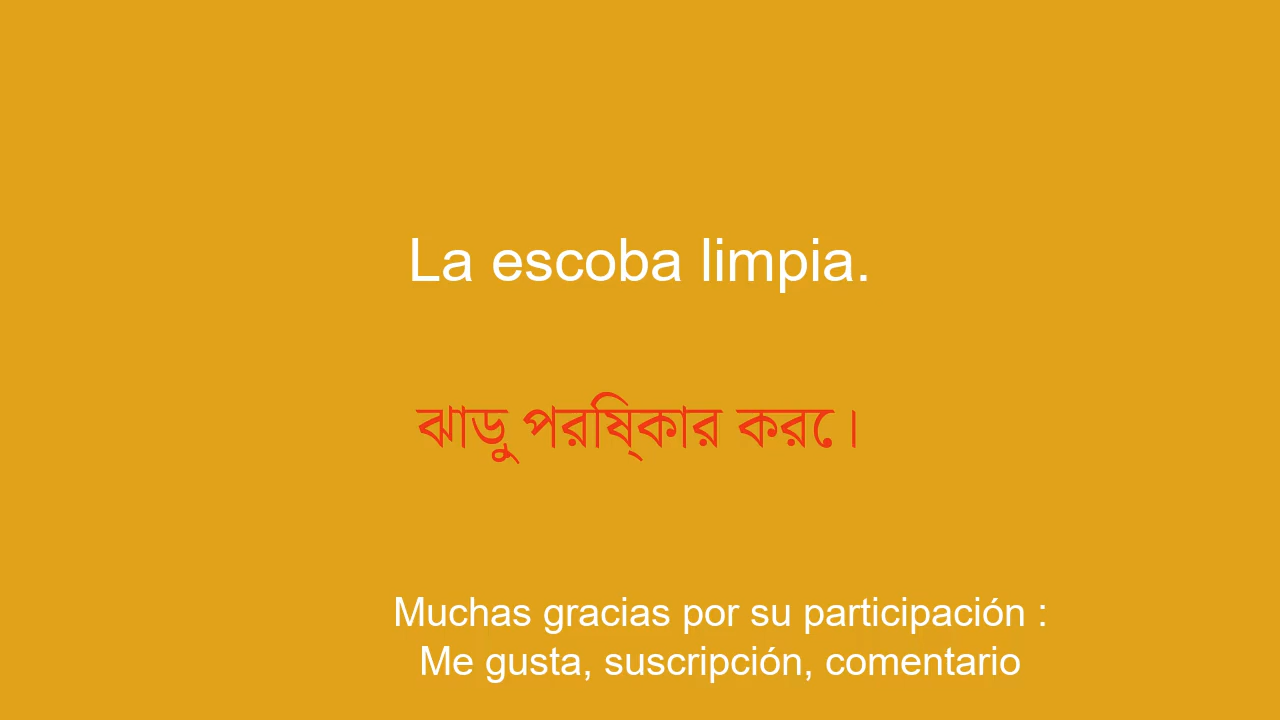 La escoba limpia.
ঝাড়ু পরিষ্কার করে।
Muchas gracias por su participación :
Me gusta, suscripción, comentario